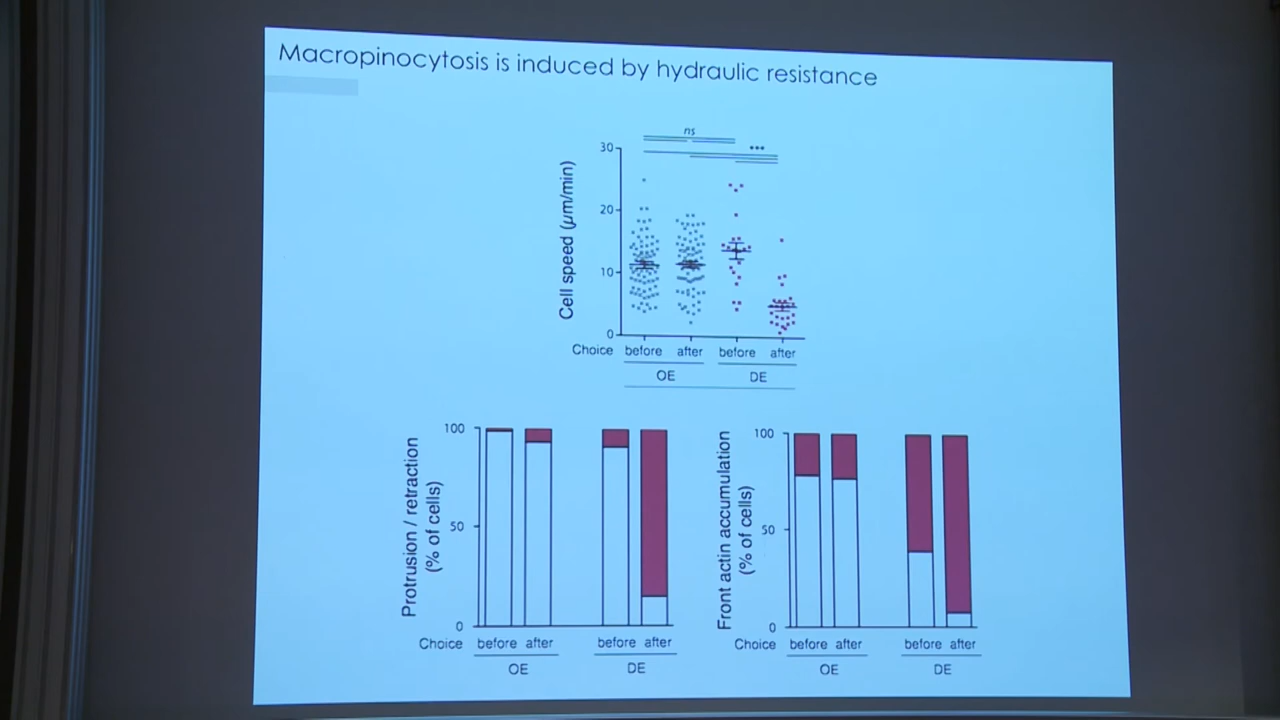 Macropinocytosis is induced by hydraulic resistance
ns
***
Cell speed (µm/min)
30
20
10
0
Choice before after before after
OE DE
Protrusion / retraction
(% of cells)
100
50
0
Choice before after before after
OE DE
Front actin accumulation
(% of cells)
100
50
0
Choice before after before after
OE DE